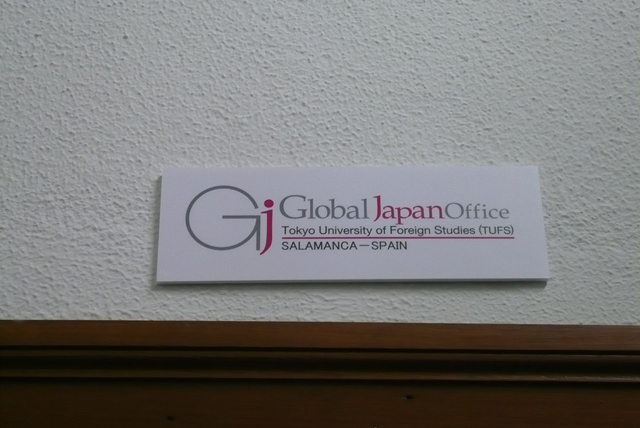 Gj Global Japan Office
Tokyo University of Foreign Studies (TUFS)
SALAMANCA－SPAIN